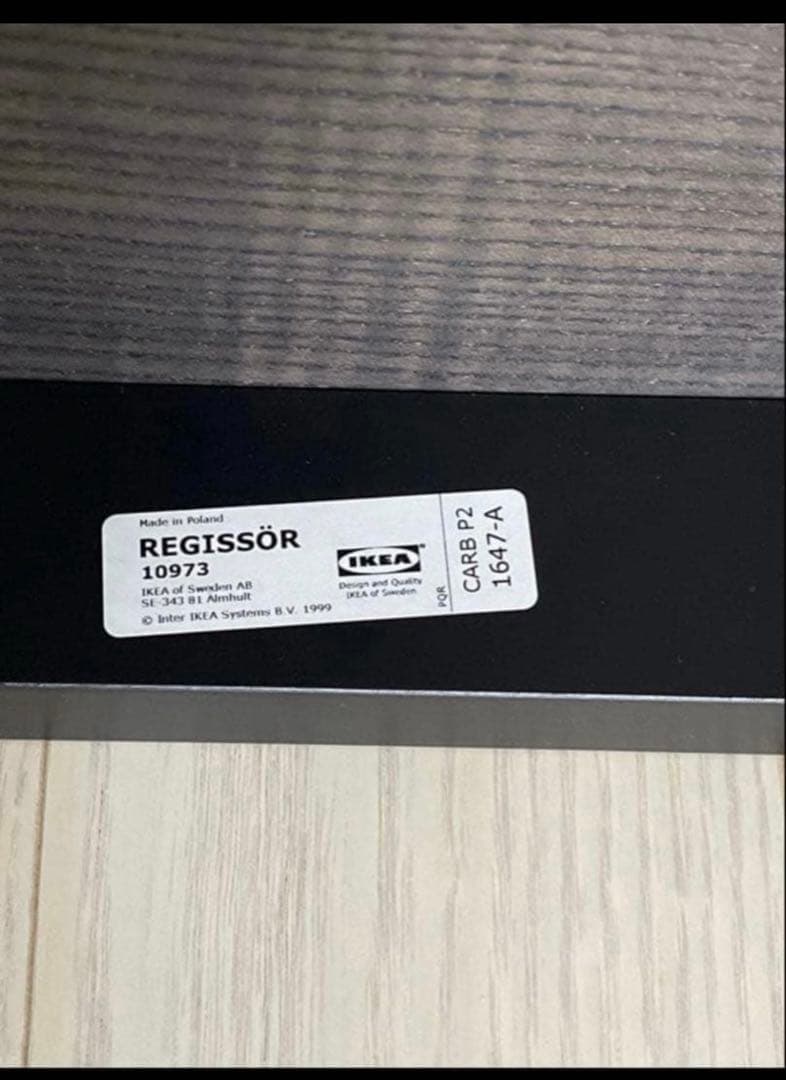 Made in Poland
REGISSÖR
10973
IKEA of Sweden AB
SE-343 81 Älmhult
© Inter IKEA Systems B.V. 1999
IKEA®
Design and Quality
IKEA of Sweden
PQR
CARB P2
1647-A